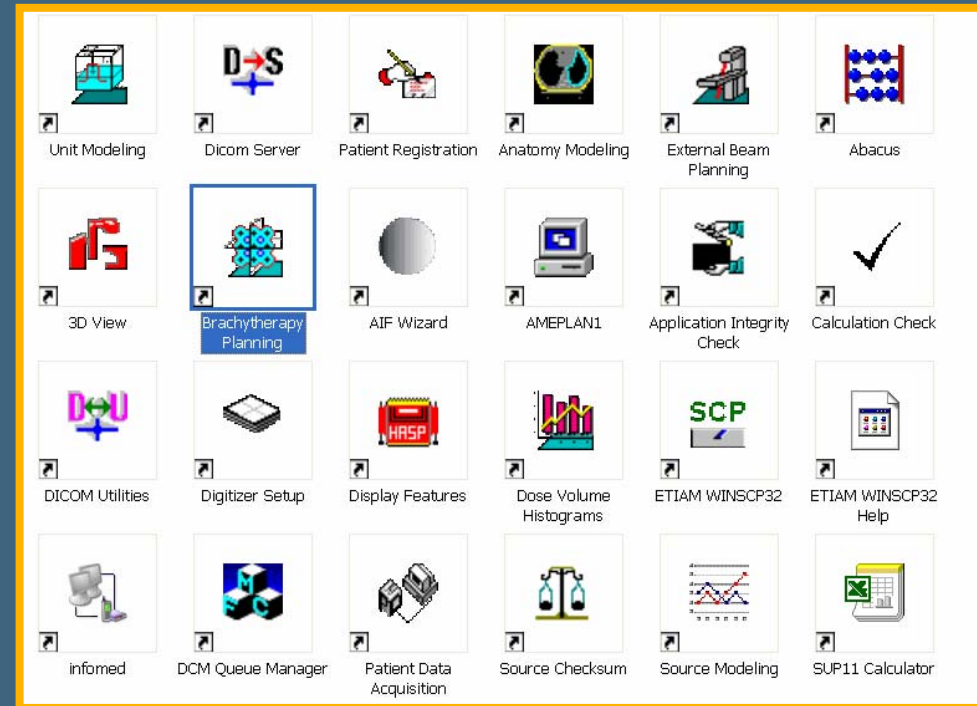 D→S
Unit Modeling
Dicom Server
Patient Registration
Anatomy Modeling
External Beam
Planning
Abacus
3D View
Brachytherapy
Planning
AIF Wizard
AMEPLAN1
Application Integrity
Check
Calculation Check
D↔U
HASP
SCP
DICOM Utilities
Digitizer Setup
Display Features
Dose Volume
Histograms
ETIAM WINSCP32
ETIAM WINSCP32
Help
M
F C
infomed
DCM Queue Manager
Patient Data
Acquisition
Source Checksum
Source Modeling
SUP11 Calculator